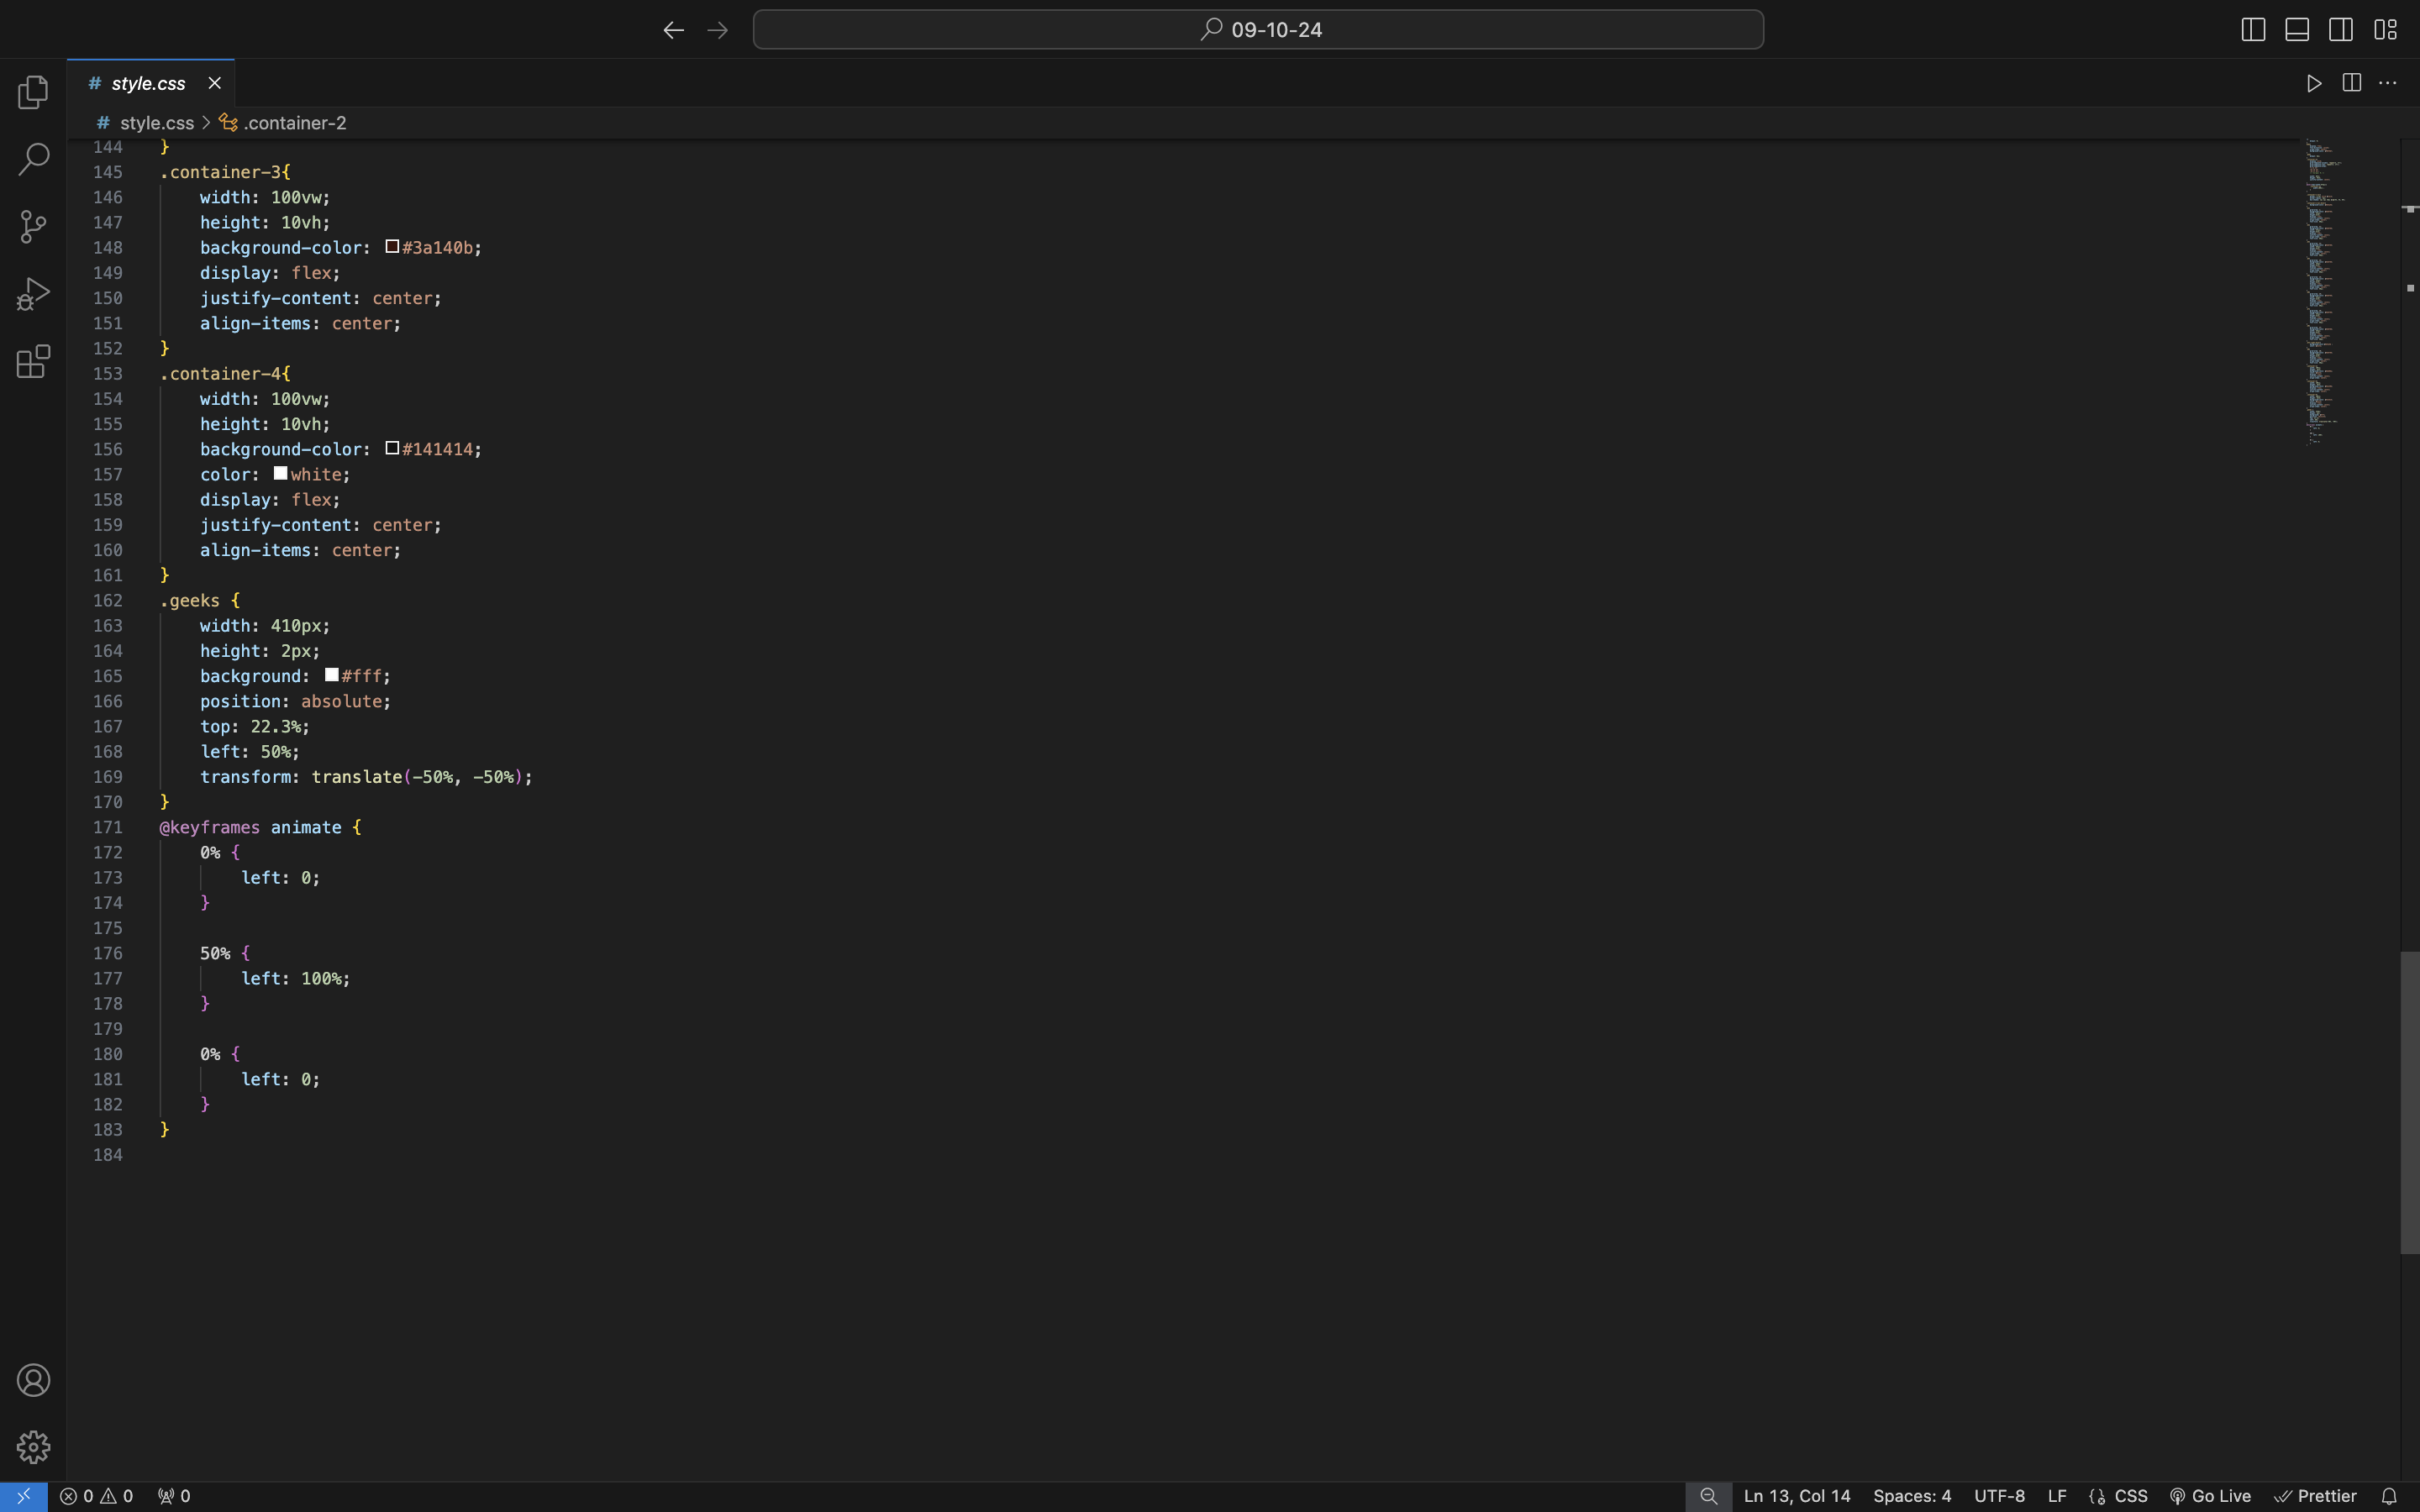 09-10-24
# style.css
# style.css > .container-2
144 }
145 .container-3{
146 width: 100vw;
147 height: 10vh;
148 background-color: #3a140b;
149 display: flex;
150 justify-content: center;
151 align-items: center;
152 }
153 .container-4{
154 width: 100vw;
155 height: 10vh;
156 background-color: #141414;
157 color: white;
158 display: flex;
159 justify-content: center;
160 align-items: center;
161 }
162 .geeks {
163 width: 410px;
164 height: 2px;
165 background: #fff;
166 position: absolute;
167 top: 22.3%;
168 left: 50%;
169 transform: translate(-50%, -50%);
170 }
171 @keyframes animate {
172 0% {
173 left: 0;
174 }
175
176 50% {
177 left: 100%;
178 }
179
180 0% {
181 left: 0;
182 }
183 }
184
0 0 0 Ln 13, Col 14 Spaces: 4 UTF-8 LF CSS Go Live Prettier